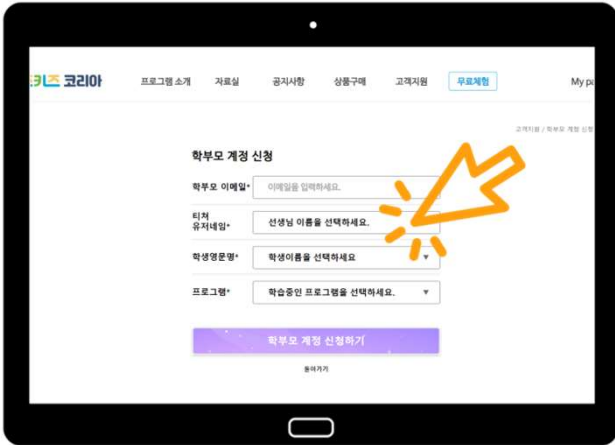 키즈 코리아
프로그램 소개 자료실 공지사항 상품구매 고객지원 무료체험 My pa
고객지원 / 학부모 계정 신청
학부모 계정 신청
학부모 이메일* 이메일을 입력하세요.
티쳐
유저네임* 선생님 이름을 선택하세요.
학생영문명* 학생이름을 선택하세요
프로그램* 학습중인 프로그램을 선택하세요.
학부모 계정 신청하기
돌아가기